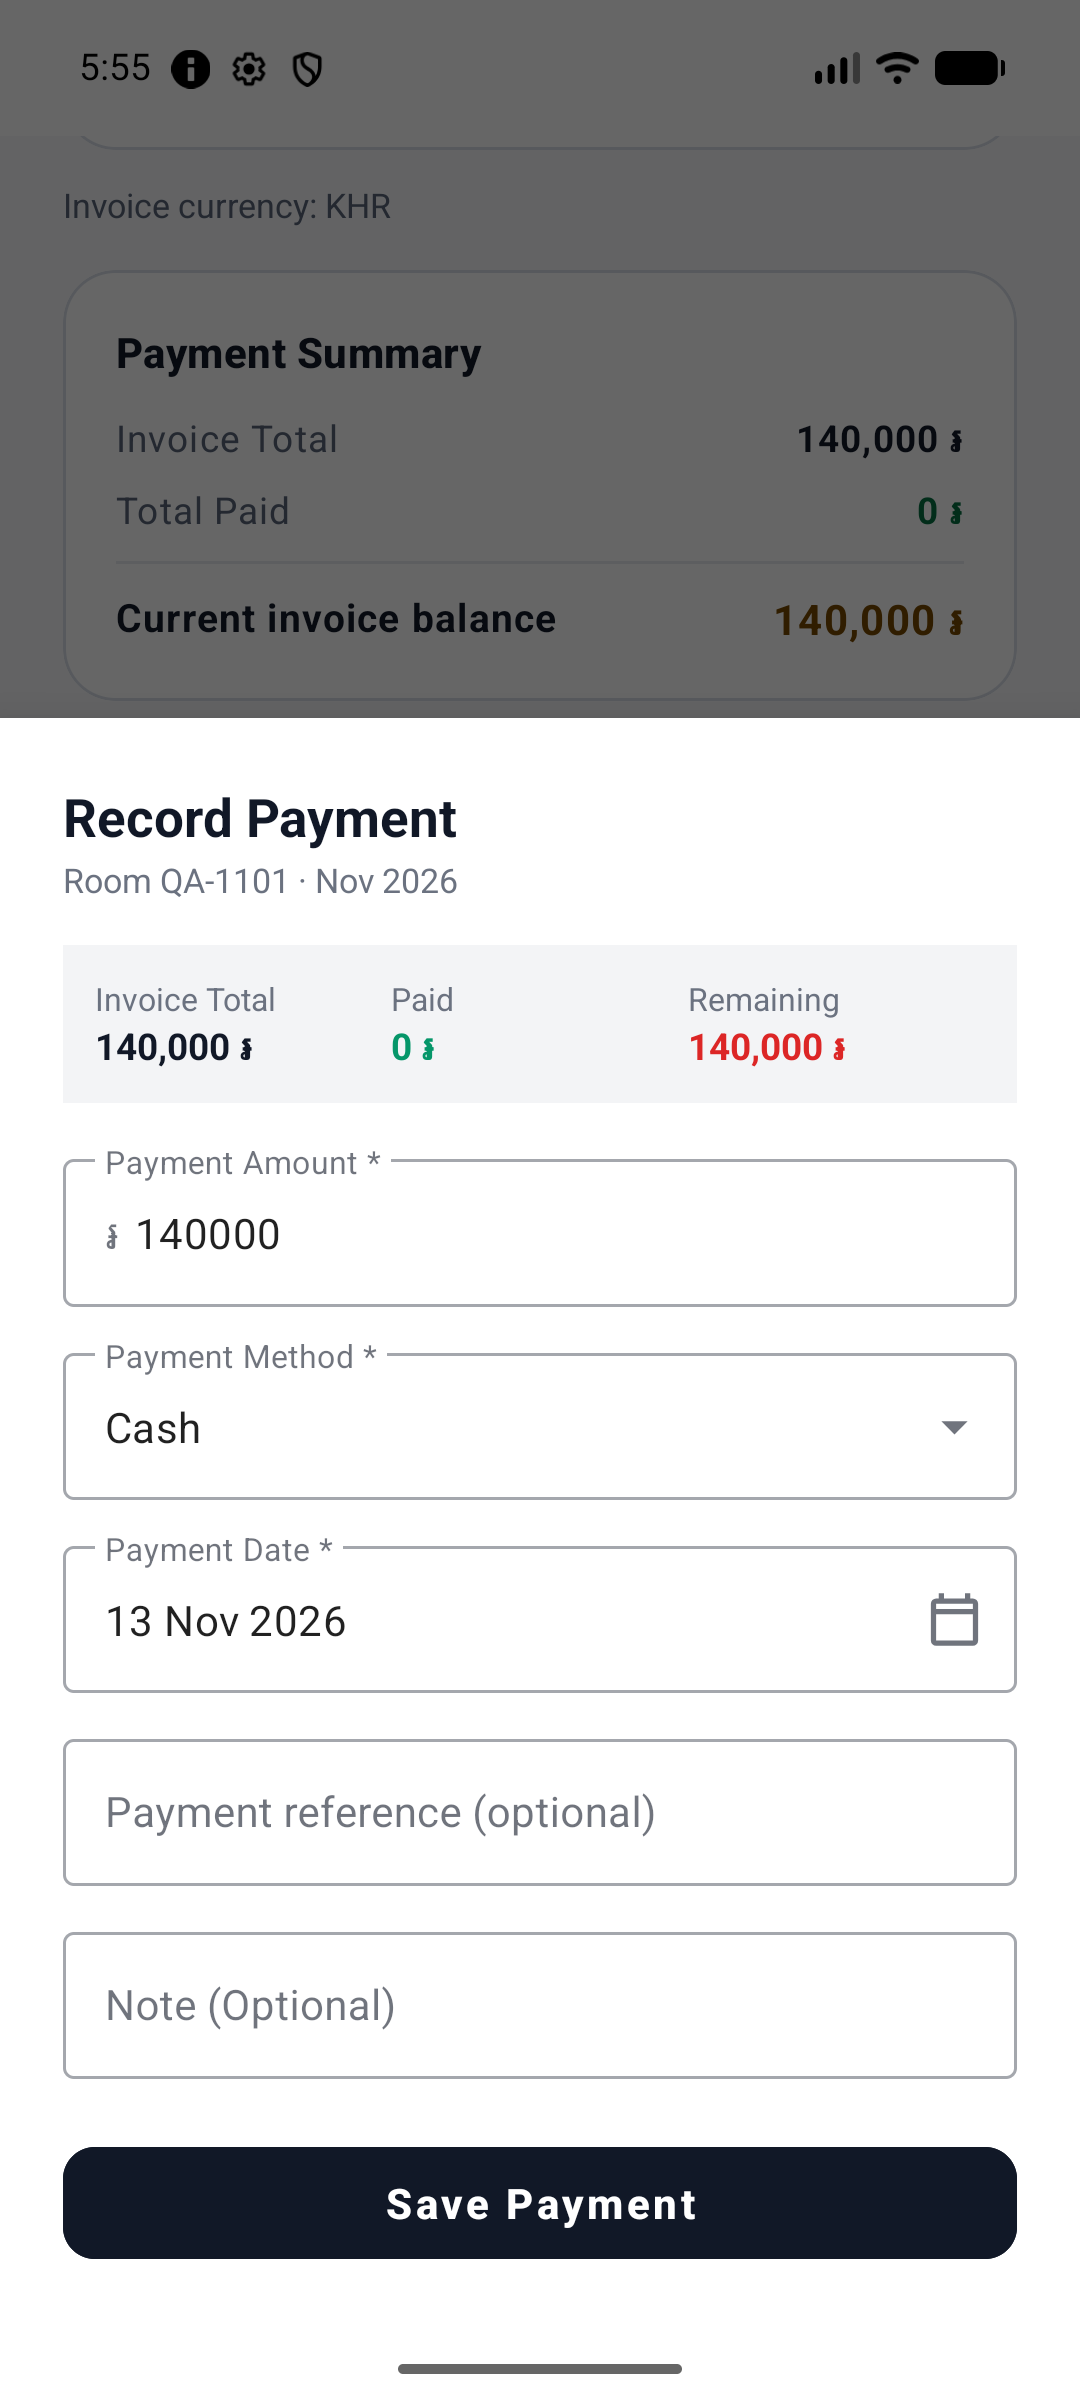 5:55
Invoice currency: KHR
Payment Summary
Invoice Total 140,000 ៛
Total Paid 0 ៛
Current invoice balance 140,000 ៛
Record Payment
Room QA-1101 · Nov 2026
Invoice Total Paid Remaining
140,000 ៛ 0 ៛ 140,000 ៛
Payment Amount *
៛ 140000
Payment Method *
Cash
Payment Date *
13 Nov 2026
Payment reference (optional)
Note (Optional)
Save Payment